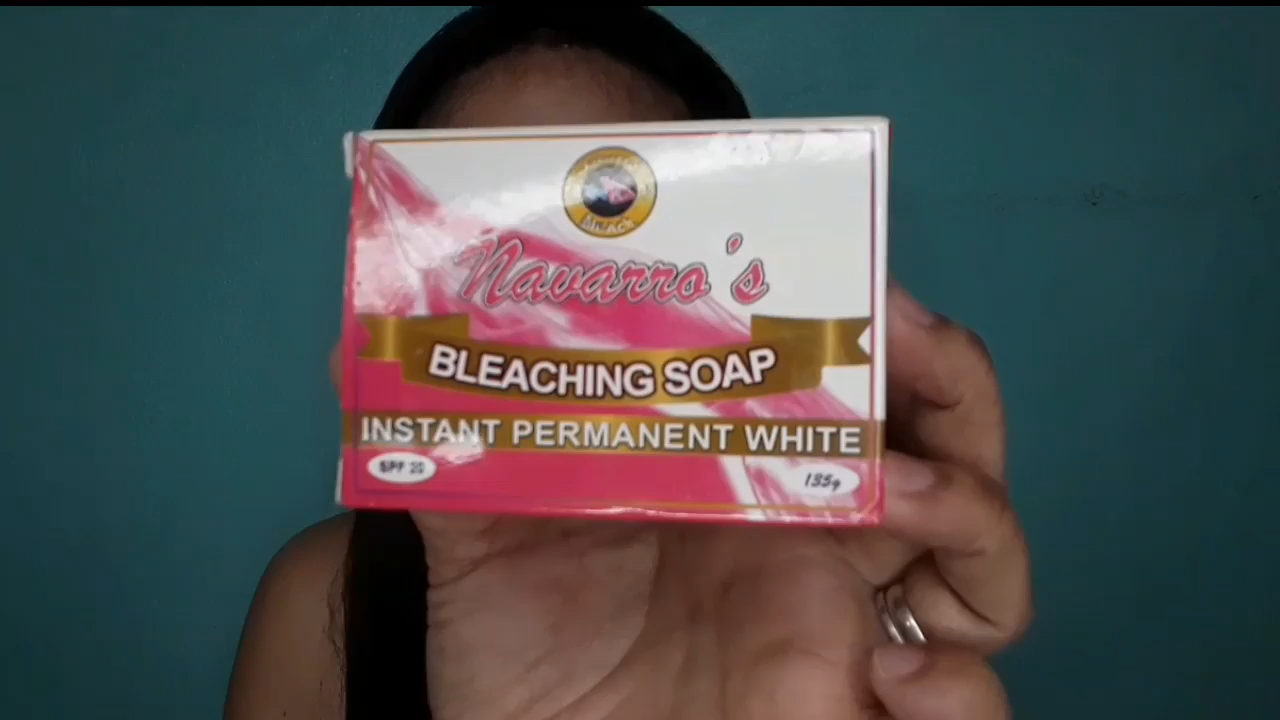 Navarro's
BLEACHING SOAP
INSTANT PERMANENT WHITE
SPF 20
135g